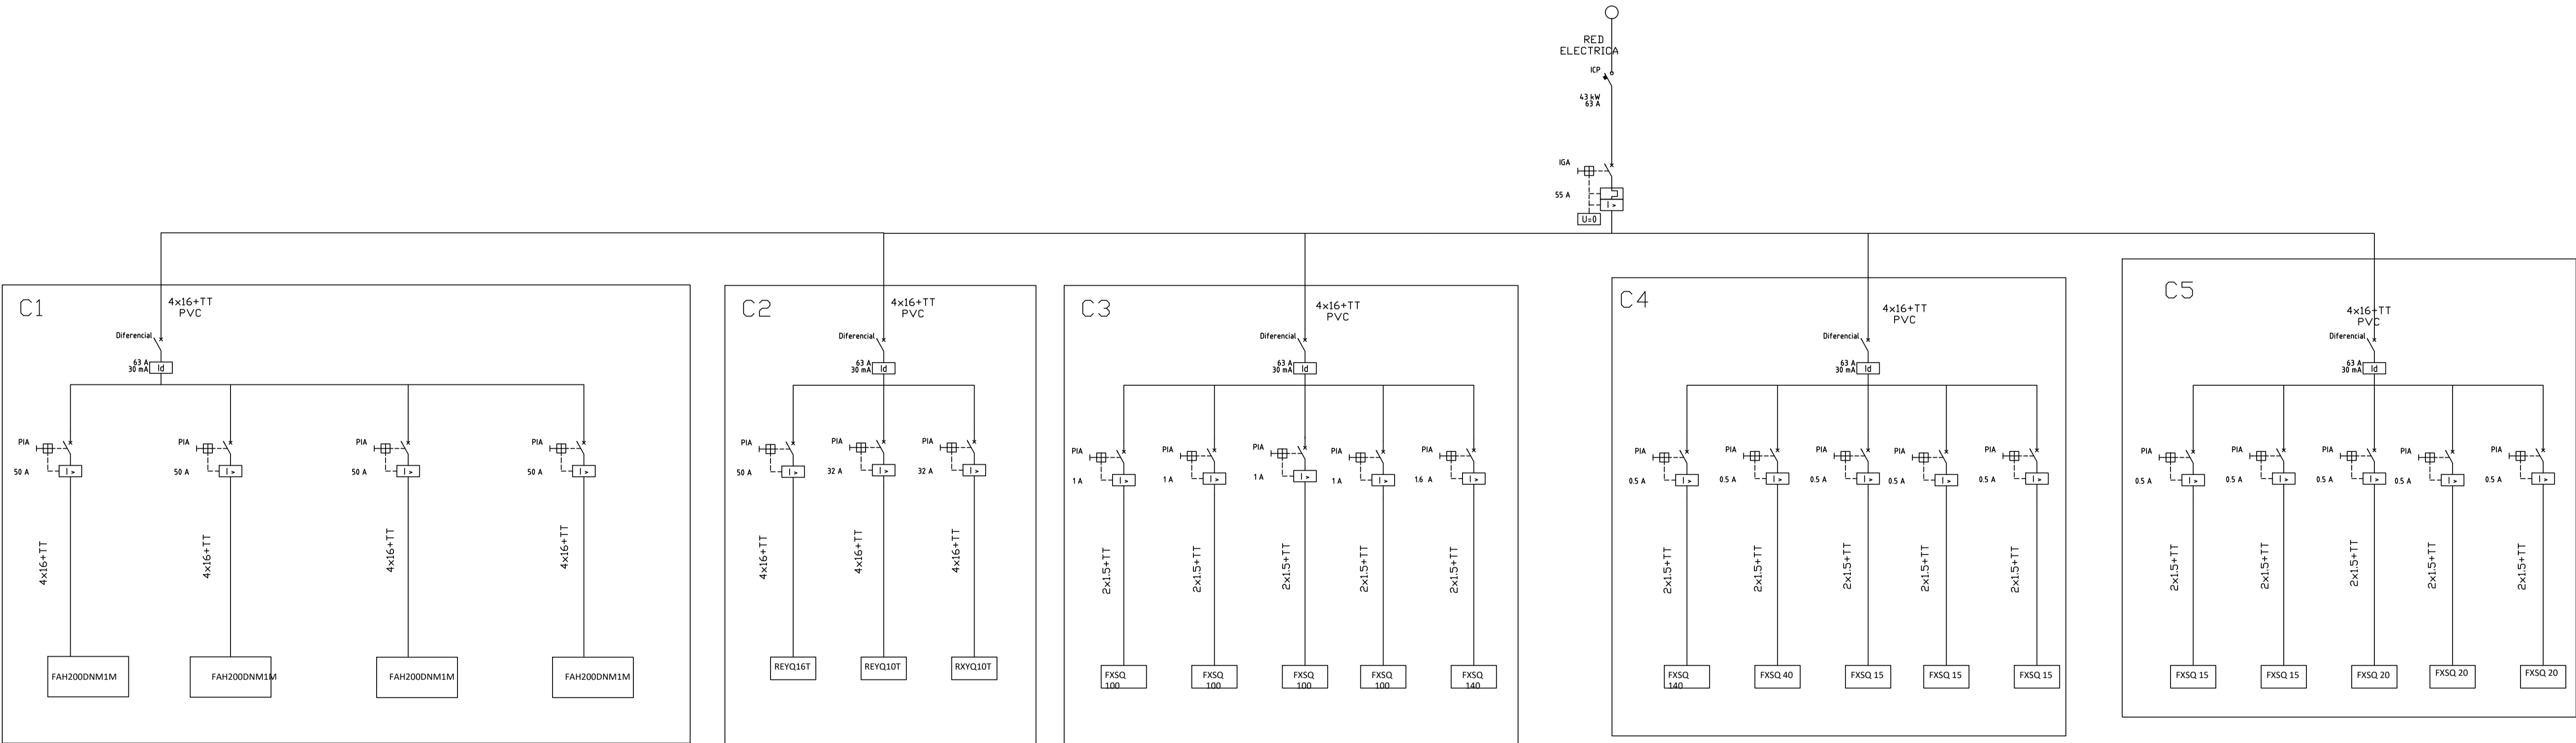 RED
ELECTRICA
ICP
43 kW
63 A
IGA
55 A
I >
U=0
C1
4x16+TT
PVC
Diferencial
63 A
30 mA
Id
PIA
50 A
I >
4x16+TT
FAH200DNM1M
PIA
50 A
I >
4x16+TT
FAH200DNM1M
PIA
50 A
I >
4x16+TT
FAH200DNM1M
PIA
50 A
I >
4x16+TT
FAH200DNM1M
C2
4x16+TT
PVC
Diferencial
63 A
30 mA
Id
PIA
50 A
I >
4x16+TT
REYQ16T
PIA
32 A
I >
4x16+TT
REYQ10T
PIA
32 A
I >
4x16+TT
RXYQ10T
C3
4x16+TT
PVC
Diferencial
63 A
30 mA
Id
PIA
1 A
I >
2x1.5+TT
FXSQ
100
PIA
1 A
I >
2x1.5+TT
FXSQ
100
PIA
1 A
I >
2x1.5+TT
FXSQ
100
PIA
1 A
I >
2x1.5+TT
FXSQ
100
PIA
1.6 A
I >
2x1.5+TT
FXSQ
140
C4
4x16+TT
PVC
Diferencial
63 A
30 mA
Id
PIA
0.5 A
I >
2x1.5+TT
FXSQ
140
PIA
0.5 A
I >
2x1.5+TT
FXSQ 40
PIA
0.5 A
I >
2x1.5+TT
FXSQ 15
PIA
0.5 A
I >
2x1.5+TT
FXSQ 15
PIA
0.5 A
I >
2x1.5+TT
FXSQ 15
C5
4x16+TT
PVC
Diferencial
63 A
30 mA
Id
PIA
0.5 A
I >
2x1.5+TT
FXSQ 15
PIA
0.5 A
I >
2x1.5+TT
FXSQ 15
PIA
0.5 A
I >
2x1.5+TT
FXSQ 20
PIA
0.5 A
I >
2x1.5+TT
FXSQ 20
PIA
0.5 A
I >
2x1.5+TT
FXSQ 20